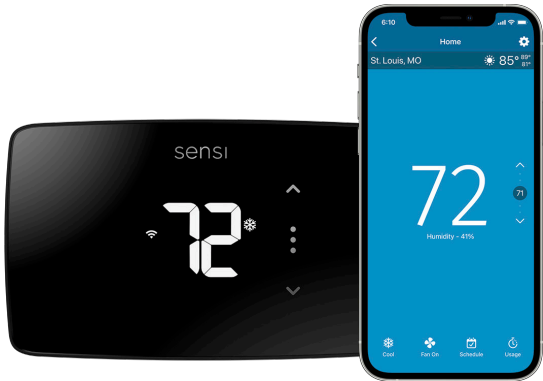 sensi
72
6:10
Home
St. Louis, MO
85° 89°
81°
72
71
Humidity - 41%
Cool
Fan On
Schedule
Usage